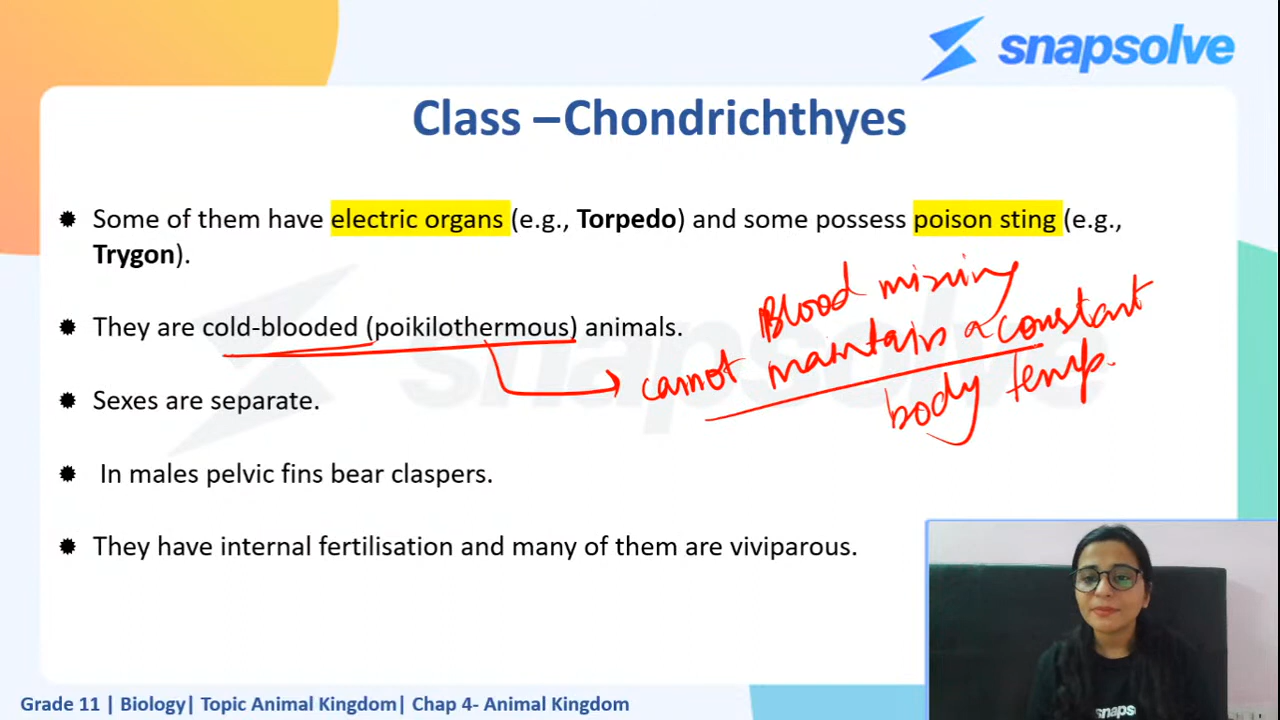 snapsolve
Class –Chondrichthyes
✹ Some of them have electric organs (e.g., Torpedo) and some possess poison sting (e.g.,
Trygon).
✹ They are cold-blooded (poikilothermous) animals.
Blood mixing
cannot maintain a constant
body temp.
✹ Sexes are separate.
✹ In males pelvic fins bear claspers.
✹ They have internal fertilisation and many of them are viviparous.
snaps
Grade 11 | Biology| Topic Animal Kingdom| Chap 4- Animal Kingdom